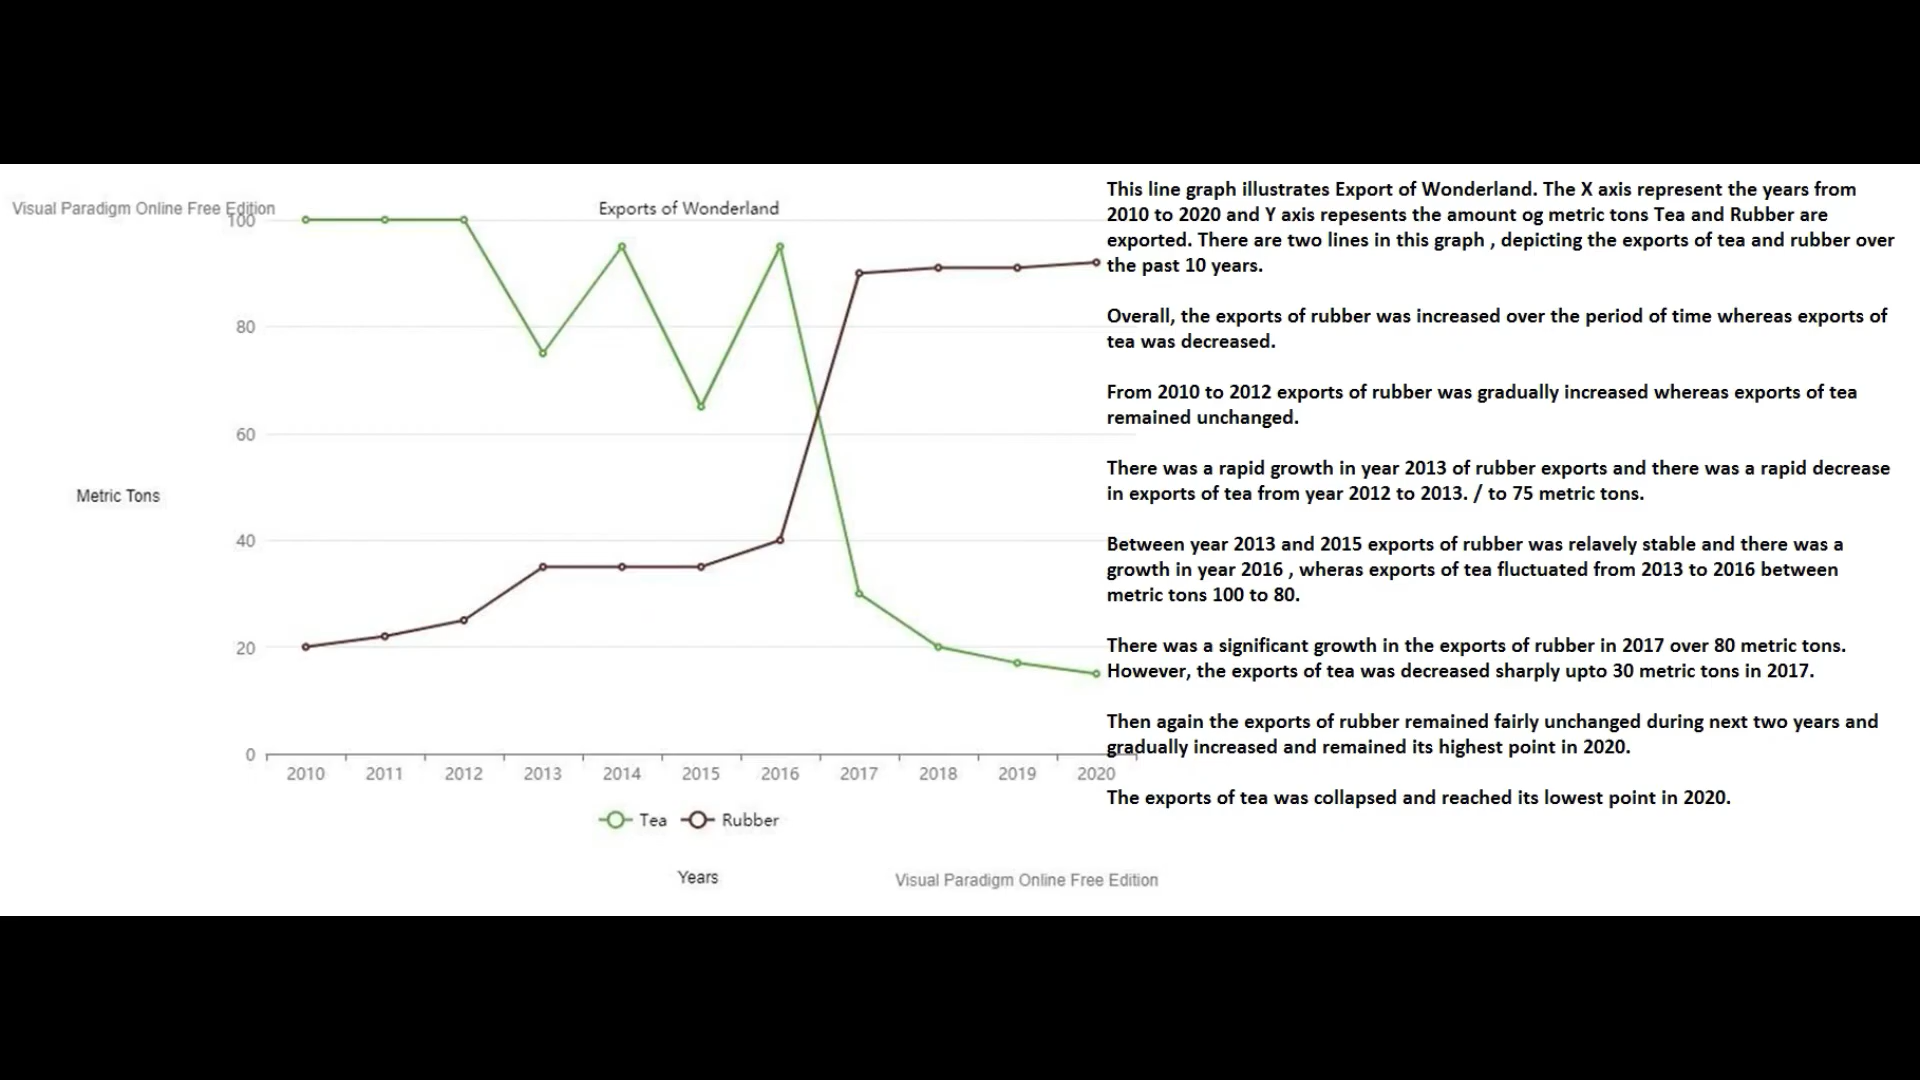 Visual Paradigm Online Free Edition
Exports of Wonderland
100
80
60
Metric Tons
40
20
0
2010 2011 2012 2013 2014 2015 2016 2017 2018 2019 2020
Tea Rubber
Years
Visual Paradigm Online Free Edition
This line graph illustrates Export of Wonderland. The X axis represent the years from
2010 to 2020 and Y axis repesents the amount og metric tons Tea and Rubber are
exported. There are two lines in this graph , depicting the exports of tea and rubber over
the past 10 years.
Overall, the exports of rubber was increased over the period of time whereas exports of
tea was decreased.
From 2010 to 2012 exports of rubber was gradually increased whereas exports of tea
remained unchanged.
There was a rapid growth in year 2013 of rubber exports and there was a rapid decrease
in exports of tea from year 2012 to 2013. / to 75 metric tons.
Between year 2013 and 2015 exports of rubber was relavely stable and there was a
growth in year 2016 , wheras exports of tea fluctuated from 2013 to 2016 between
metric tons 100 to 80.
There was a significant growth in the exports of rubber in 2017 over 80 metric tons.
However, the exports of tea was decreased sharply upto 30 metric tons in 2017.
Then again the exports of rubber remained fairly unchanged during next two years and
gradually increased and remained its highest point in 2020.
The exports of tea was collapsed and reached its lowest point in 2020.